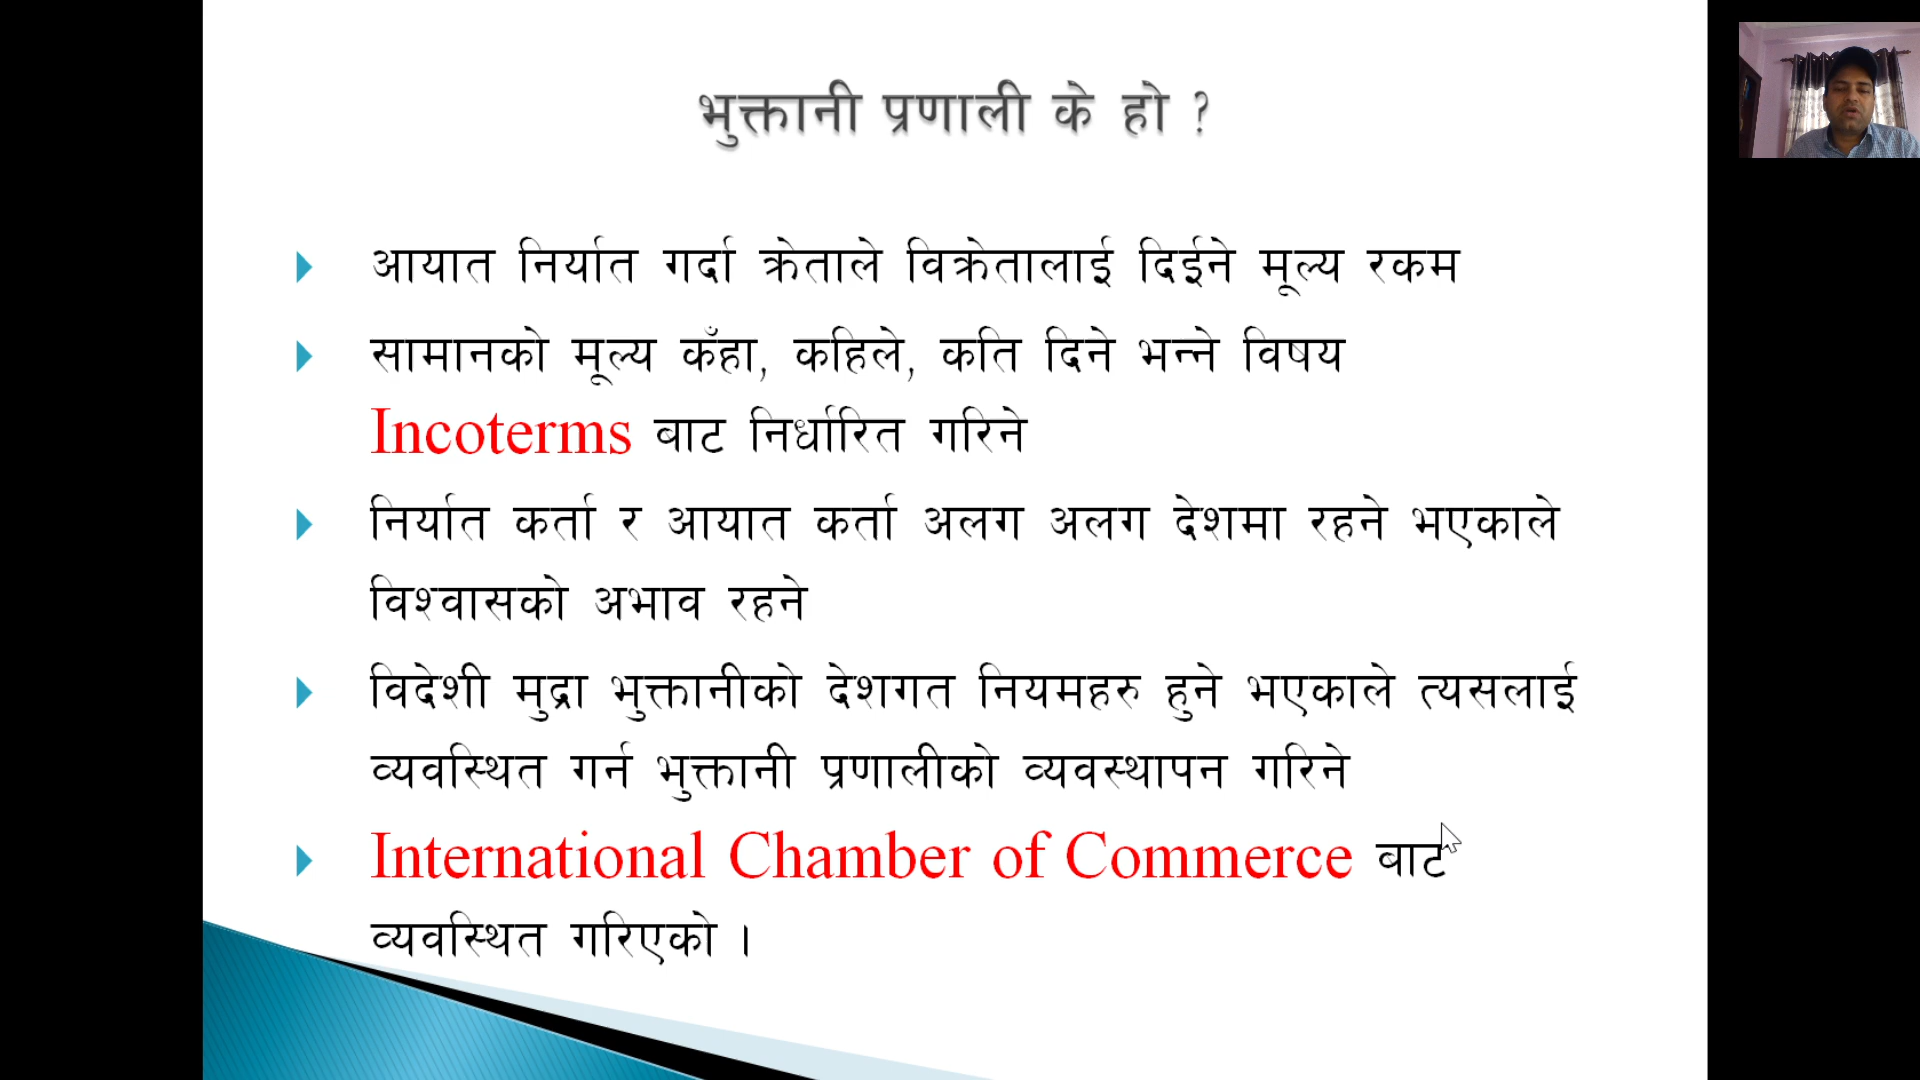 भुक्तानी प्रणाली के हो ?
आयात निर्यात गर्दा क्रेताले विक्रेतालाई दिईने मूल्य रकम
सामानको मूल्य कँहा, कहिले, कति दिने भन्ने विषय
Incoterms बाट निर्धारित गरिने
निर्यात कर्ता र आयात कर्ता अलग अलग देशमा रहने भएकाले
विश्वासको अभाव रहने
विदेशी मुद्रा भुक्तानीको देशगत नियमहरु हुने भएकाले त्यसलाई
व्यवस्थित गर्न भुक्तानी प्रणालीको व्यवस्थापन गरिने
International Chamber of Commerce बाट
व्यवस्थित गरिएको ।